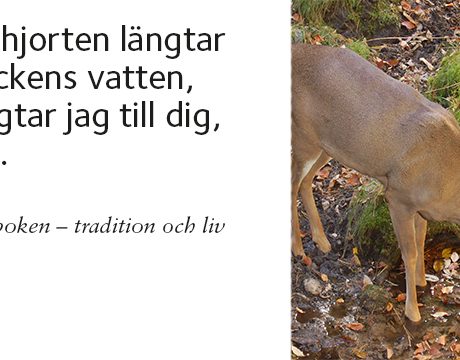 hjorten längtar
ckens vatten,
gtar jag till dig,
.
oken – tradition och liv